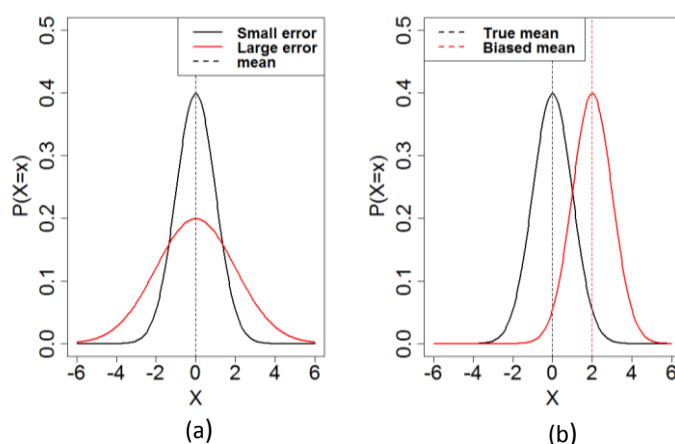 Small error
Large error
mean
P(X=x)
0.5
0.4
0.3
0.2
0.1
0.0
-6 -4 -2 0 2 4 6
X
(a)
True mean
Biased mean
P(X=x)
0.5
0.4
0.3
0.2
0.1
0.0
-6 -4 -2 0 2 4 6
X
(b)